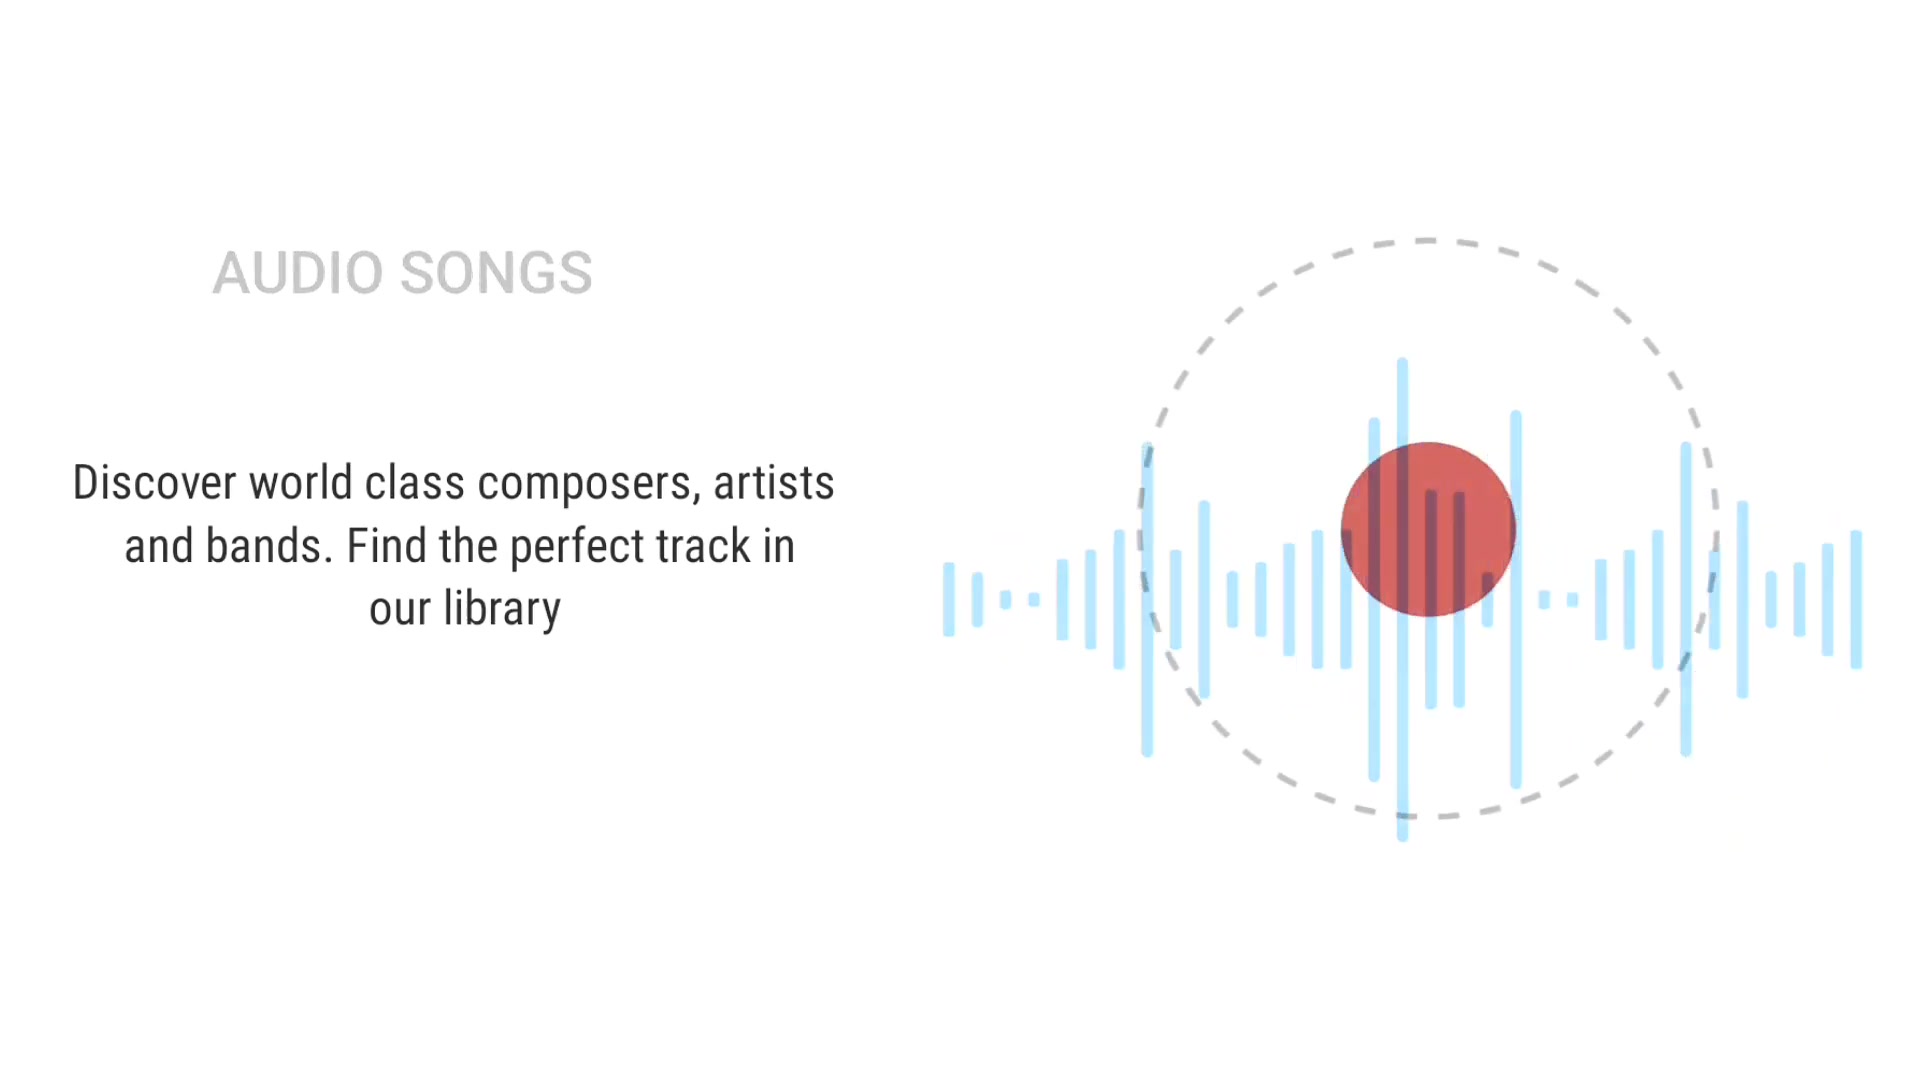 AUDIO SONGS
Discover world class composers, artists
and bands. Find the perfect track in
our library